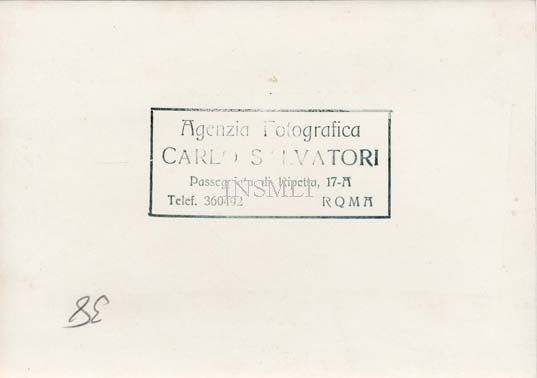 Agenzia Fotografica
CARLO SALVATORI
Passeggiata di Ripetta, 17-A
Telef. 360492 ROMA
INSMLI
38